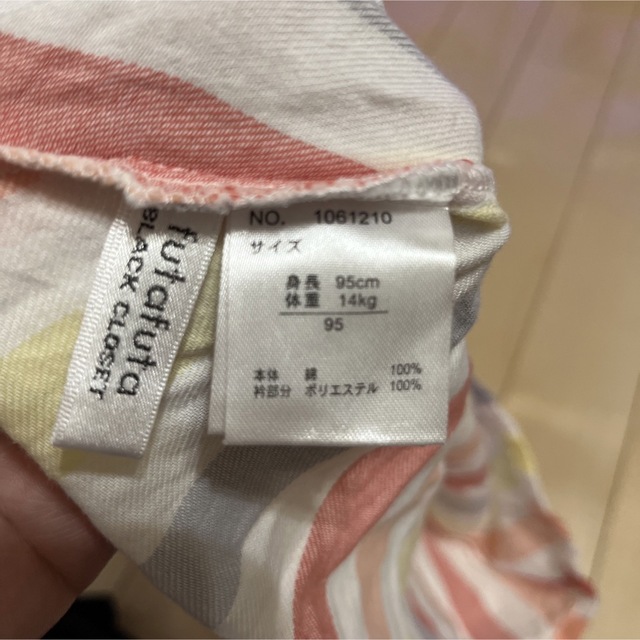 futafuta
BLACK CLOSET
NO. 1061210
サイズ
身長 95cm
体重 14kg
95
本体 綿 100%
衿部分 ポリエステル 100%